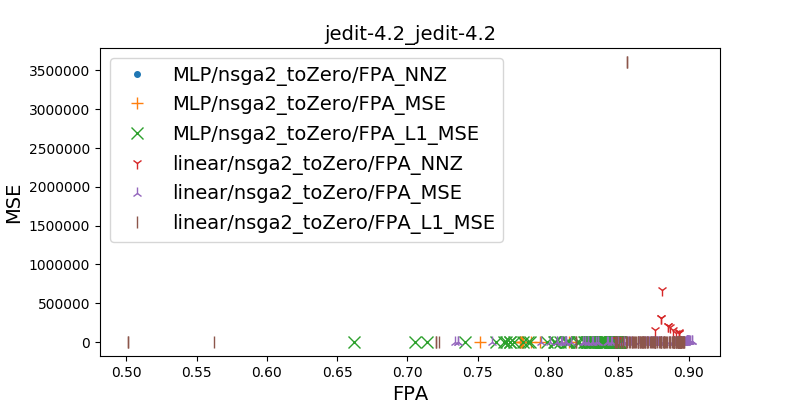 jedit-4.2_jedit-4.2
MLP/nsga2_toZero/FPA_NNZ
MLP/nsga2_toZero/FPA_MSE
MLP/nsga2_toZero/FPA_L1_MSE
linear/nsga2_toZero/FPA_NNZ
linear/nsga2_toZero/FPA_MSE
linear/nsga2_toZero/FPA_L1_MSE
MSE
3500000
3000000
2500000
2000000
1500000
1000000
500000
0
0.50 0.55 0.60 0.65 0.70 0.75 0.80 0.85 0.90
FPA